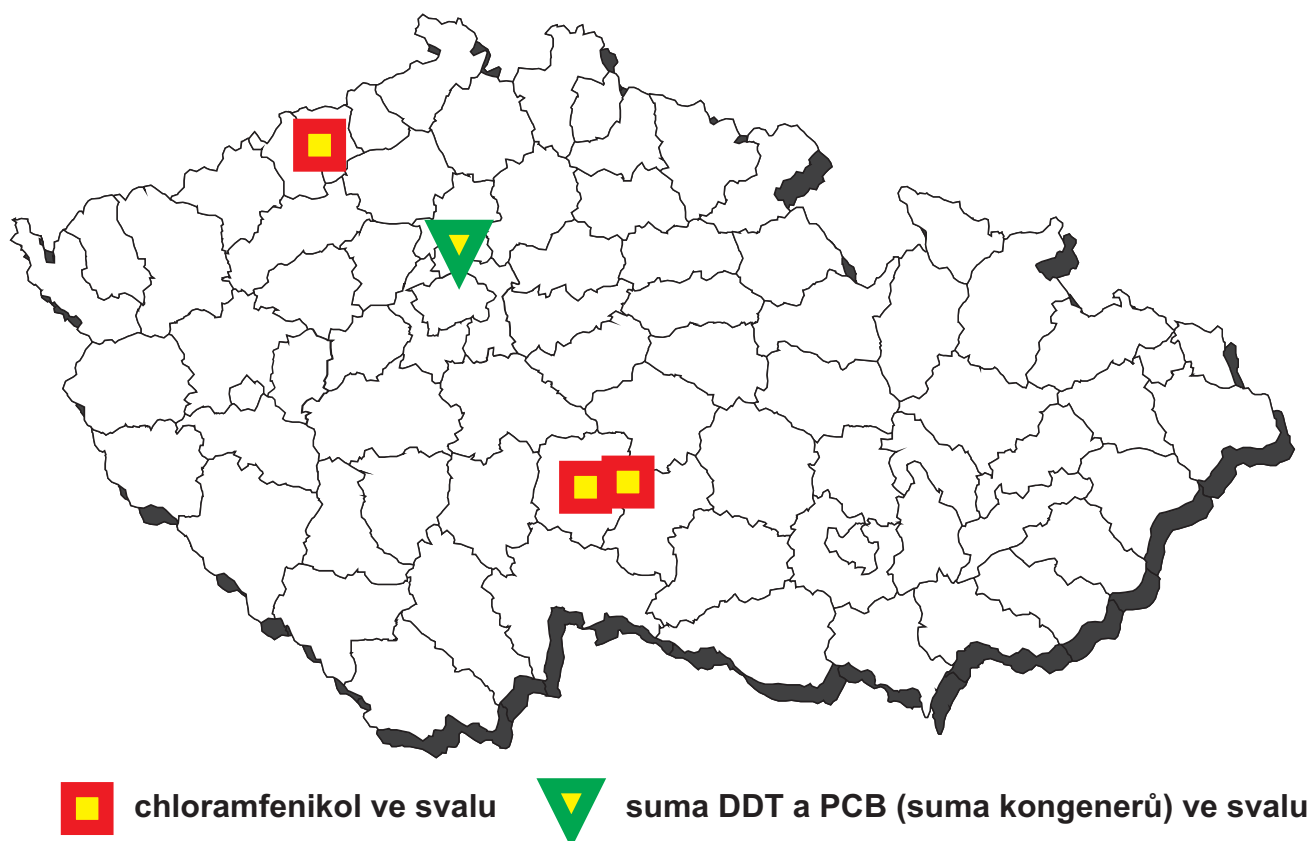 chloramfenikol ve svalu suma DDT a PCB (suma kongenerů) ve svalu